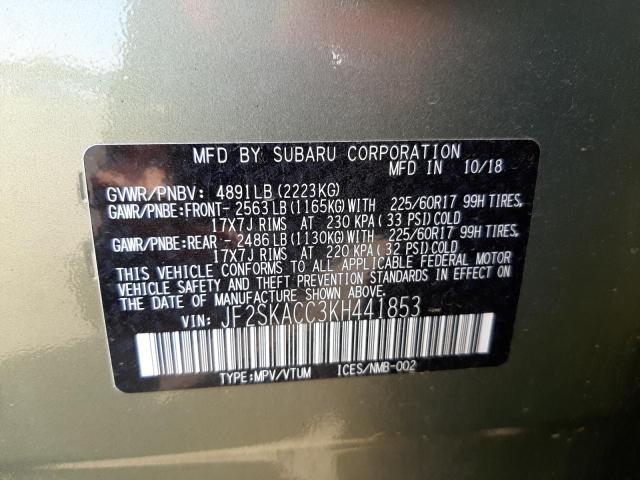 MFD BY SUBARU CORPORATION
MFD IN 10/18
GVWR/PNBV: 4891LB (2223KG)
GAWR/PNBE:FRONT- 2563LB(1165KG)WITH 225/60R17 99H TIRES,
17X7J RIMS AT 230 KPA(33 PSI)COLD
GAWR/PNBE:REAR - 2486LB(1130KG)WITH 225/60R17 99H TIRES,
17X7J RIMS AT 220 KPA(32 PSI)COLD
THIS VEHICLE CONFORMS TO ALL APPLICABLE FEDERAL MOTOR
VEHICLE SAFETY AND THEFT PREVENTION STANDARDS IN EFFECT
ON THE DATE OF MANUFACTURE SHOWN ABOVE.
VIN: JF2SKACC3KH441853
TYPE:MPV/VTUM ICES/NMB-002